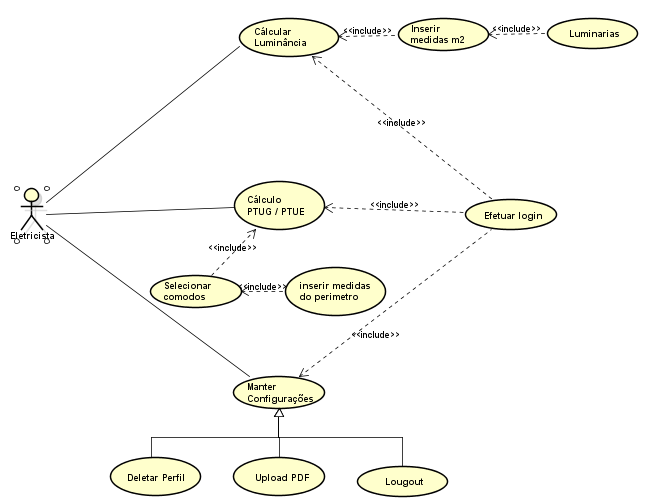 Cálcular
Luminância
<<include>>
Inserir
medidas m2
<<include>>
Luminarias
<<include>>
Eletricista
Cálculo
PTUG / PTUE
<<include>>
Efetuar login
<<include>>
Selecionar
comodos
<<include>>
inserir medidas
do perimetro
<<include>>
Manter
Configurações
Deletar Perfil
Upload PDF
Lougout